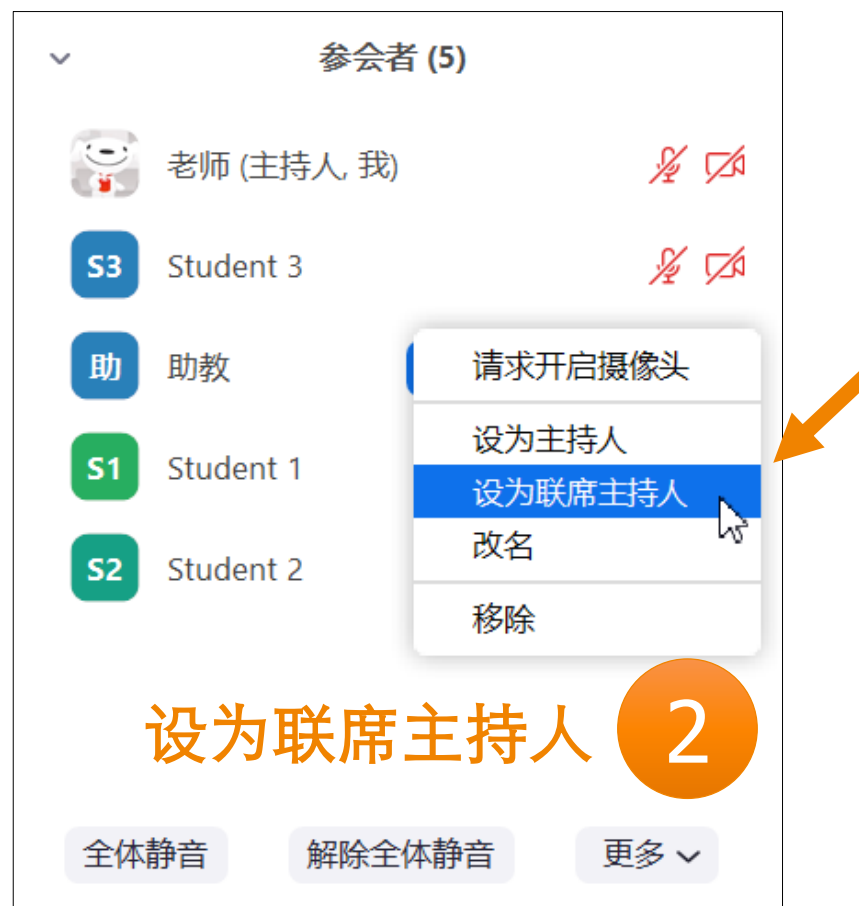 参会者 (5)
老师 (主持人, 我)
S3 Student 3
助 助教
请求开启摄像头
设为主持人
S1 Student 1
设为联席主持人
改名
S2 Student 2
移除
设为联席主持人 2
全体静音 解除全体静音 更多